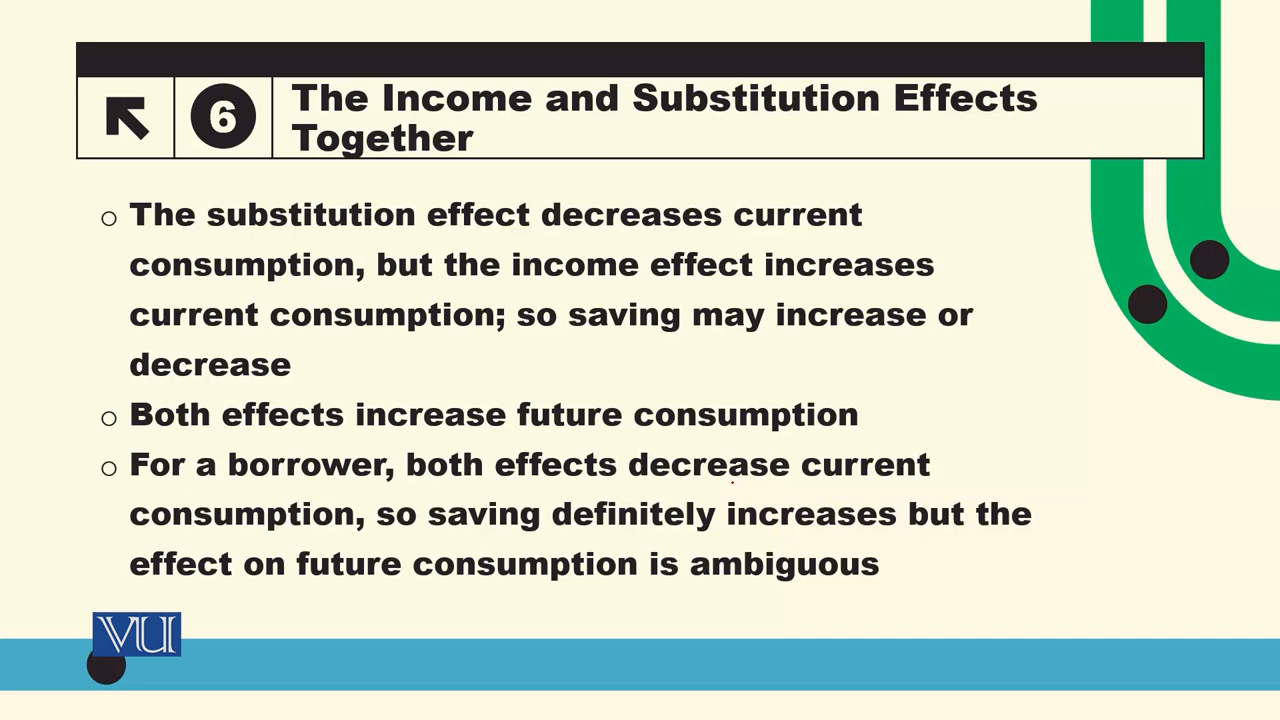 6
The Income and Substitution Effects
Together
o The substitution effect decreases current
consumption, but the income effect increases
current consumption; so saving may increase or
decrease
o Both effects increase future consumption
o For a borrower, both effects decrease current
consumption, so saving definitely increases but the
effect on future consumption is ambiguous
VU